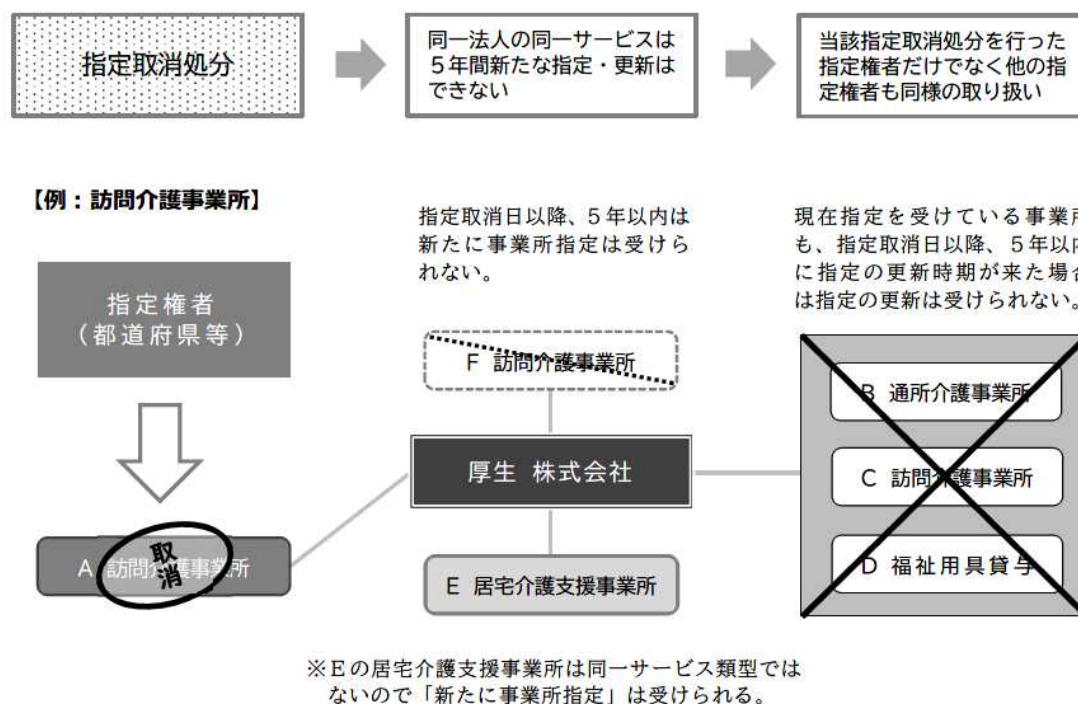 指定取消処分
同一法人の同一サービスは
５年間新たな指定・更新は
できない
当該指定取消処分を行った
指定権者だけでなく他の指
定権者も同様の取り扱い
【例：訪問介護事業所】
指定取消日以降、５年以内は
新たに事業所指定は受けら
れない。
現在指定を受けている事業所
も、指定取消日以降、５年以内
に指定の更新時期が来た場合
は指定の更新は受けられない。
指定権者
（都道府県等）
F 訪問介護事業所
B 通所介護事業所
厚生 株式会社
C 訪問介護事業所
A 訪問介護事業所
取消
E 居宅介護支援事業所
D 福祉用具貸与
※Eの居宅介護支援事業所は同一サービス類型では
ないので「新たに事業所指定」は受けられる。